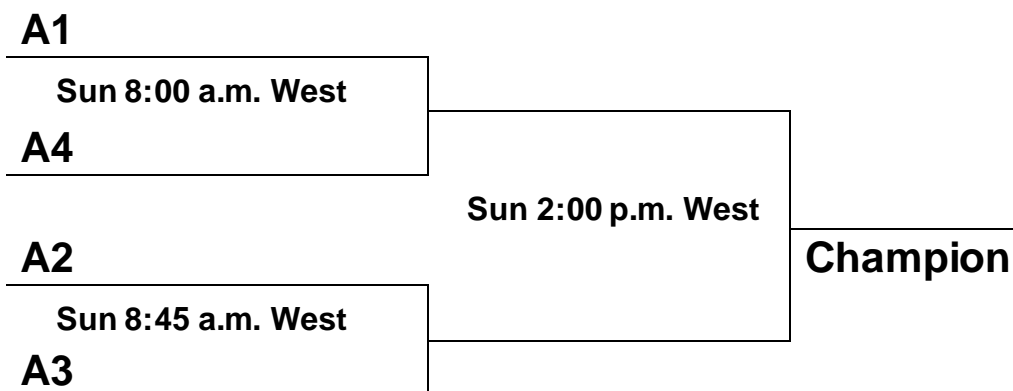 A1
Sun 8:00 a.m. West
A4
Sun 2:00 p.m. West
A2
Champion
Sun 8:45 a.m. West
A3